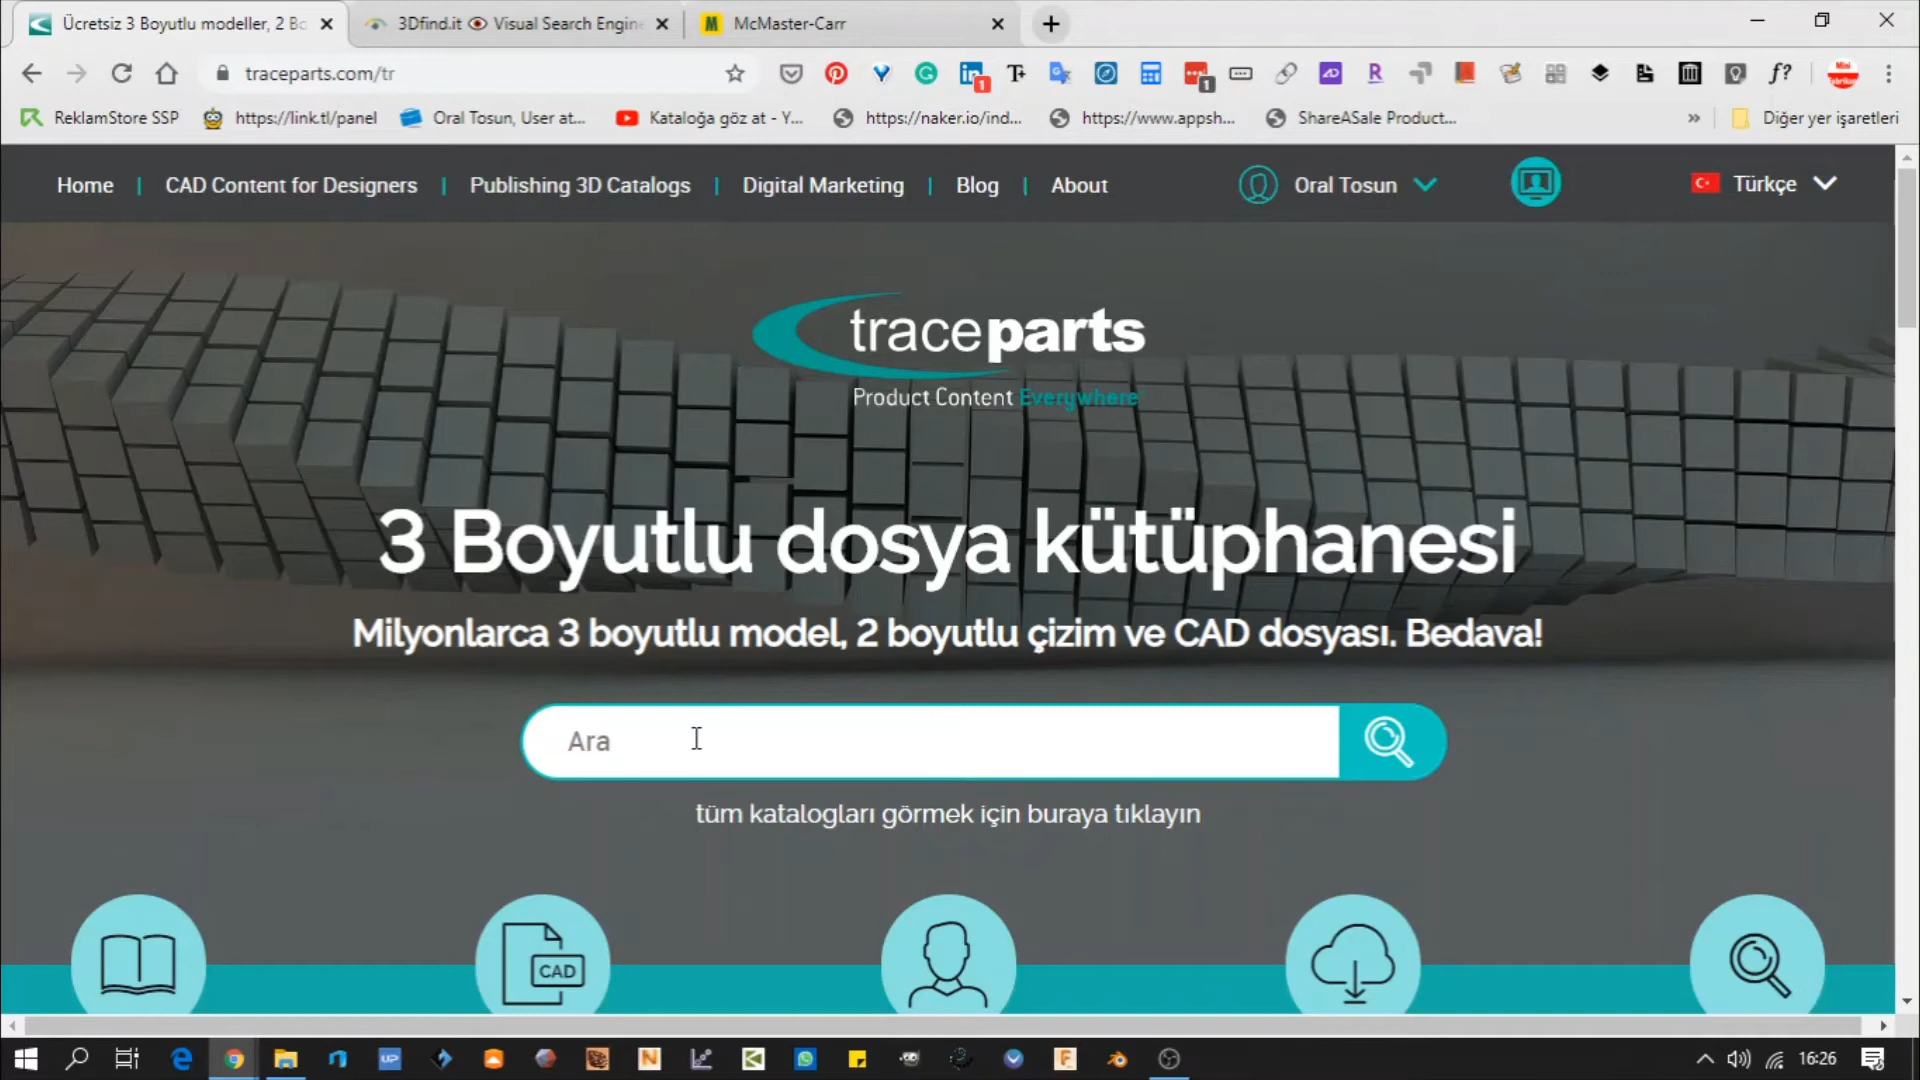 Ücretsiz 3 Boyutlu modeller, 2 Bo
3Dfind.it 👁 Visual Search Engin
McMaster-Carr
traceparts.com/tr
ReklamStore SSP
https://link.tl/panel
Oral Tosun, User at...
Kataloğa göz at - Y...
https://naker.io/ind...
https://www.appsh...
ShareASale Product...
»
Diğer yer işaretleri
Home | CAD Content for Designers | Publishing 3D Catalogs | Digital Marketing | Blog | About
Oral Tosun
Türkçe
traceparts
Product Content Everywhere
3 Boyutlu dosya kütüphanesi
Milyonlarca 3 boyutlu model, 2 boyutlu çizim ve CAD dosyası. Bedava!
Ara
tüm katalogları görmek için buraya tıklayın
CAD
16:26